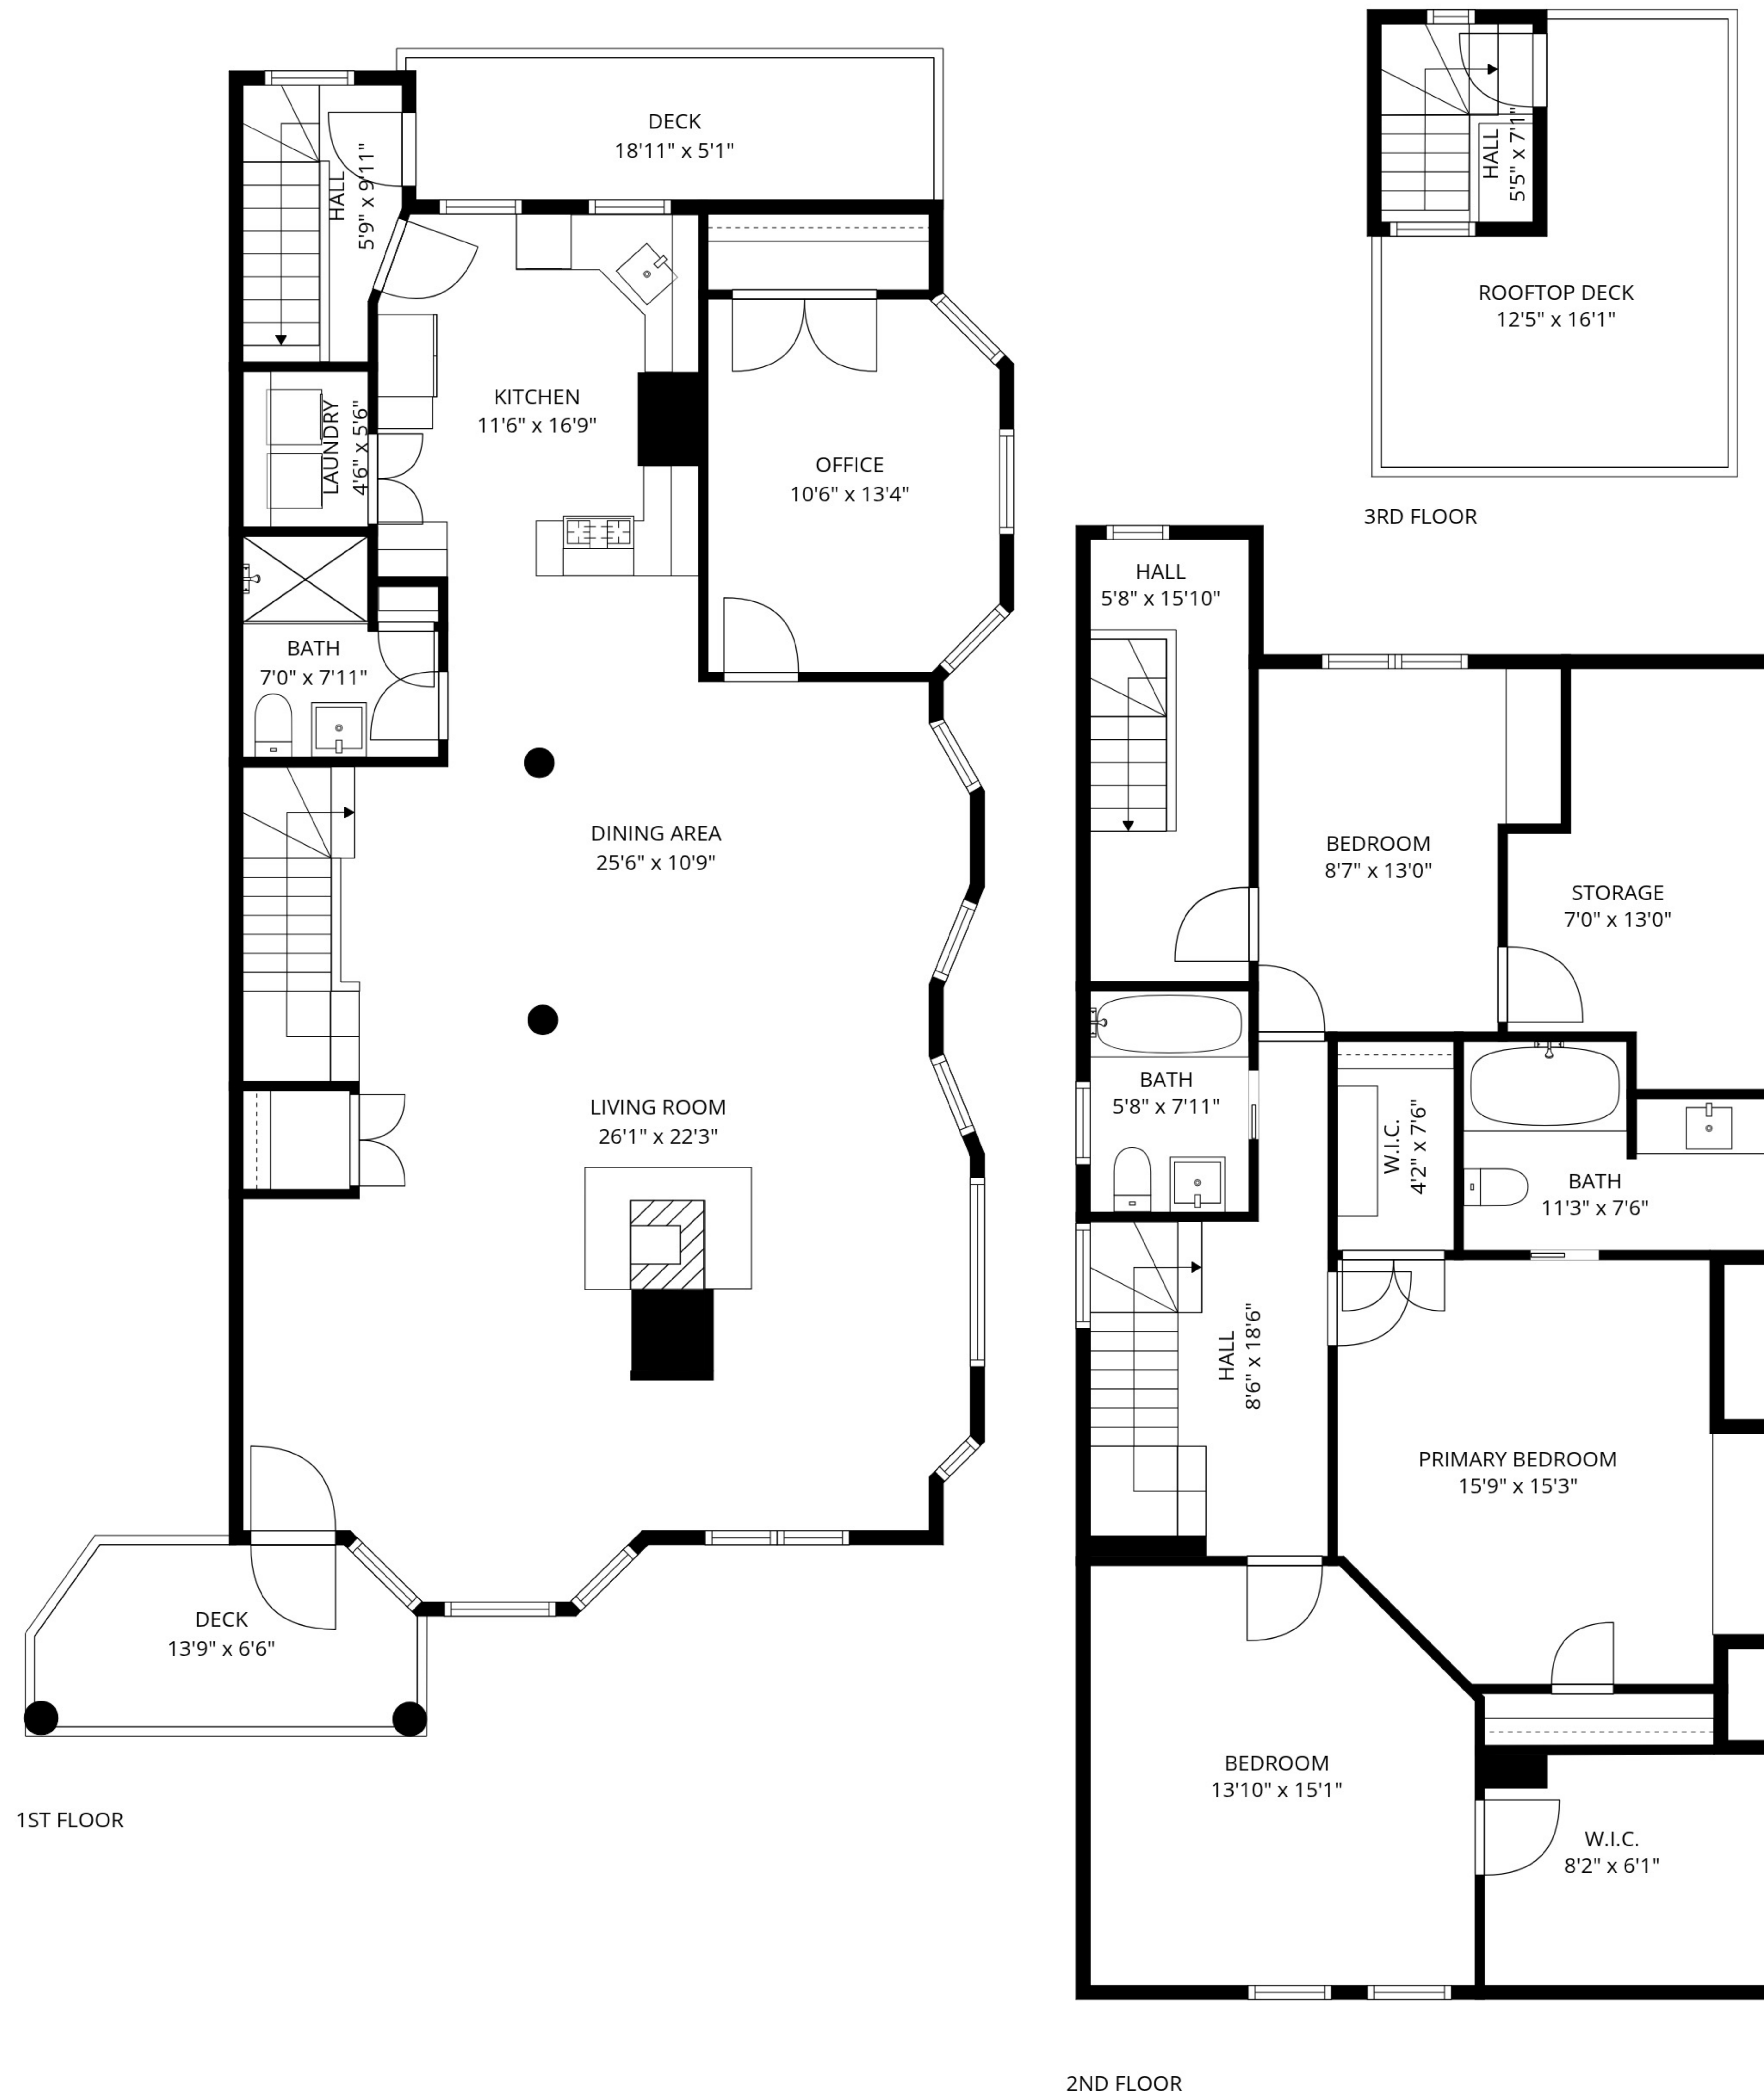 DECK
18'11" x 5'1"
HALL
5'9" x 9'11"
KITCHEN
11'6" x 16'9"
LAUNDRY
4'6" x 5'6"
OFFICE
10'6" x 13'4"
BATH
7'0" x 7'11"
DINING AREA
25'6" x 10'9"
LIVING ROOM
26'1" x 22'3"
DECK
13'9" x 6'6"
1ST FLOOR
HALL
5'5" x 7'1"
ROOFTOP DECK
12'5" x 16'1"
3RD FLOOR
HALL
5'8" x 15'10"
BEDROOM
8'7" x 13'0"
STORAGE
7'0" x 13'0"
BATH
5'8" x 7'11"
W.I.C.
4'2" x 7'6"
BATH
11'3" x 7'6"
HALL
8'6" x 18'6"
PRIMARY BEDROOM
15'9" x 15'3"
BEDROOM
13'10" x 15'1"
W.I.C.
8'2" x 6'1"
2ND FLOOR